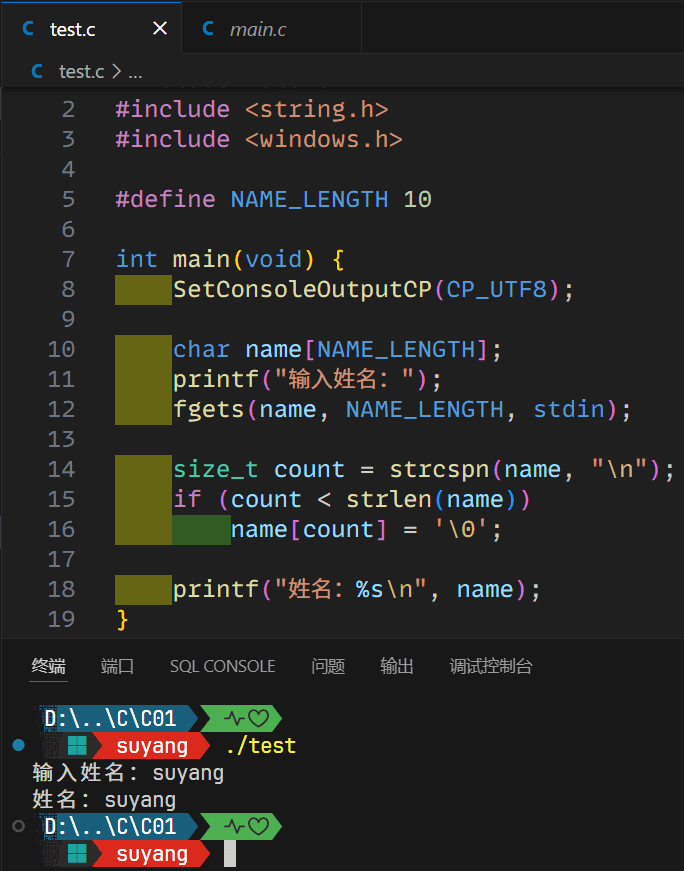 test.c
main.c
test.c > ...
2 #include <string.h>
3 #include <windows.h>
4
5 #define NAME_LENGTH 10
6
7 int main(void) {
8     SetConsoleOutputCP(CP_UTF8);
9
10     char name[NAME_LENGTH];
11     printf("输入姓名：");
12     fgets(name, NAME_LENGTH, stdin);
13
14     size_t count = strcspn(name, "\n");
15     if (count < strlen(name))
16         name[count] = '\0';
17
18     printf("姓名：%s\n", name);
19 }
终端 端口 SQL CONSOLE 问题 输出 调试控制台
D:\..\C\C01
suyang ./test
输入姓名：suyang
姓名：suyang
D:\..\C\C01
suyang